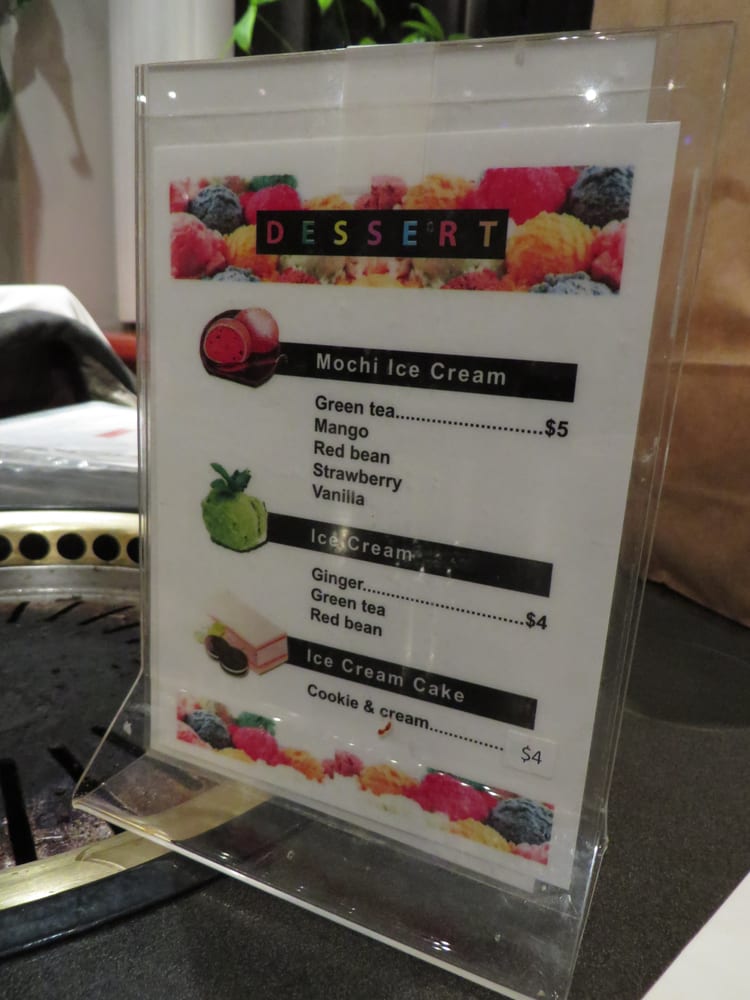 DESSERT
Mochi Ice Cream
Green tea..............................$5
Mango
Red bean
Strawberry
Vanilla
Ice Cream
Ginger..................................$4
Green tea
Red bean
Ice Cream Cake
Cookie & cream............... $4